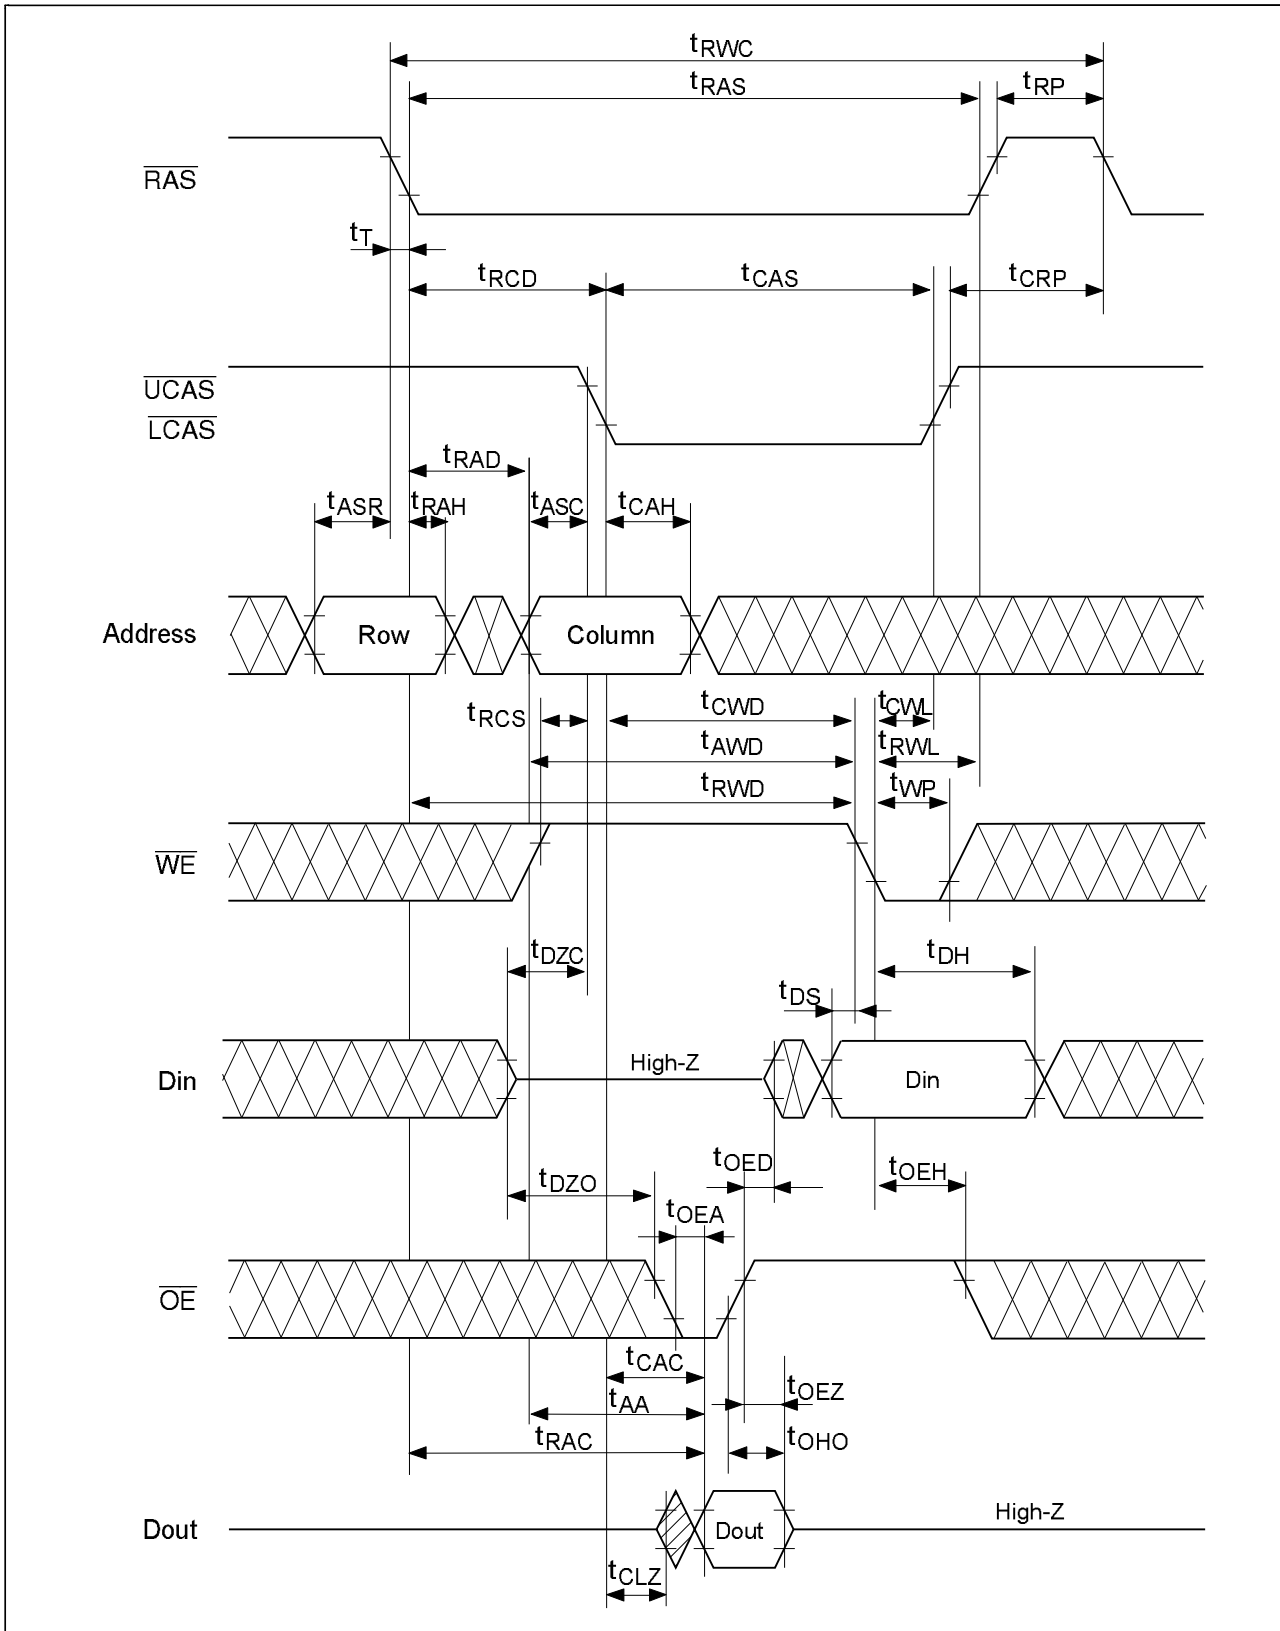 tRWC
tRAS
tRP
RAS
tT
tRCD
tCAS
tCRP
UCAS
LCAS
tRAD
tASR
tRAH
tASC
tCAH
Address
Row
Column
tRCS
tCWD
tCWL
tAWD
tRWL
tRWD
tWP
WE
tDZC
tDH
tDS
Din
High-Z
Din
tOED
tOEH
tDZO
tOEA
OE
tCAC
tOEZ
tAA
tRAC
tOHO
Dout
Dout
High-Z
tCLZ